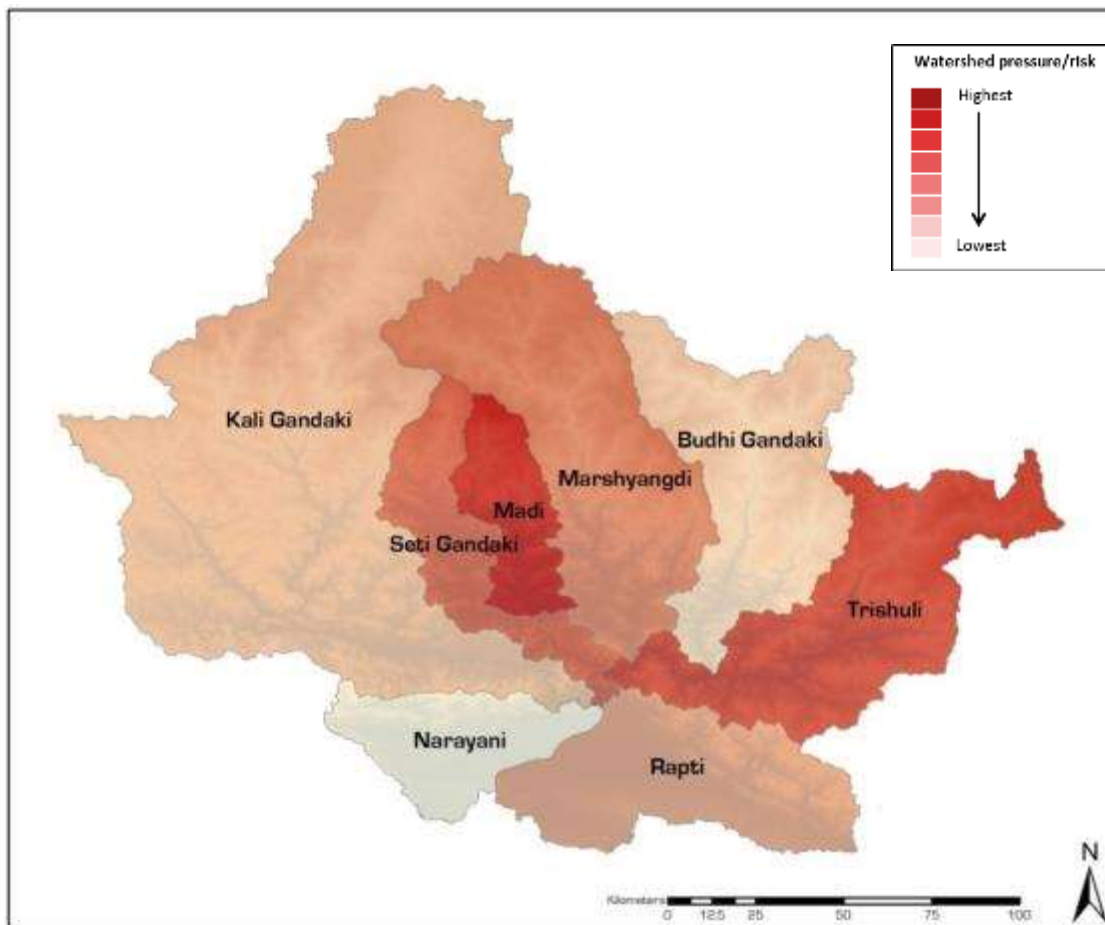 Watershed pressure/risk
Highest
Lowest
Kali Gandaki
Budhi Gandaki
Marshyangdi
Madi
Seti Gandaki
Trishuli
Narayani
Rapti
N
Kilometers
0 12.5 25 50 75 100